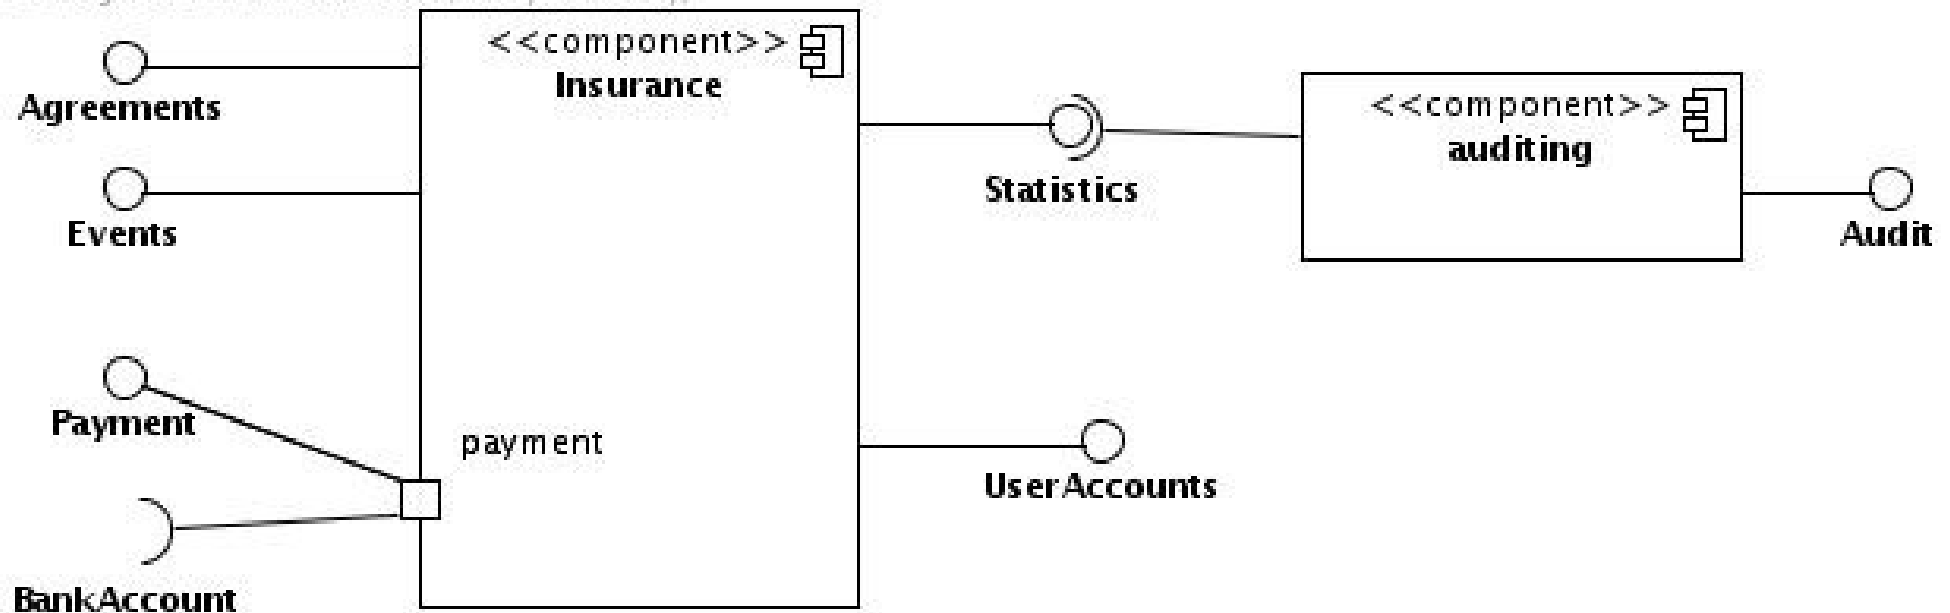 <<component>>
Insurance
Agreements
Events
Payment
payment
BankAccount
Statistics
UserAccounts
<<component>>
auditing
Audit